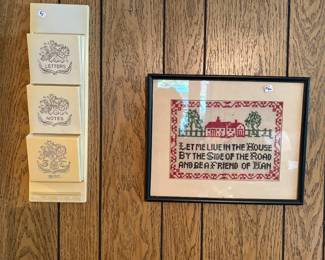 LETTERS
NOTES
LET ME LIVE IN THE HOUSE
BY THE SIDE OF THE ROAD
AND BE A FRIEND OF MAN